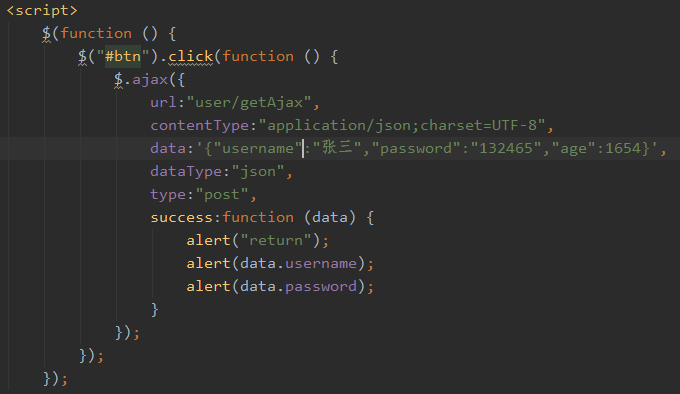 <script>
$(function () {
$("#btn").click(function () {
$.ajax({
url:"user/getAjax",
contentType:"application/json;charset=UTF-8",
data:'{"username":"张三","password":"132465","age":1654}',
dataType:"json",
type:"post",
success:function (data) {
alert("return");
alert(data.username);
alert(data.password);
}
});
});
});